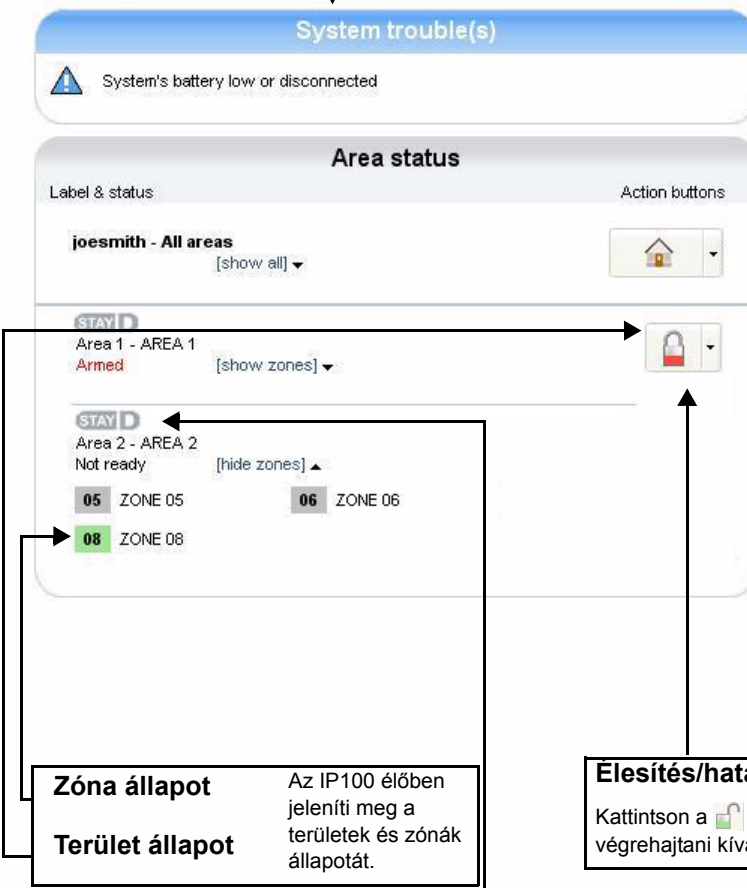 System trouble(s)
System's battery low or disconnected
Area status
Label & status Action buttons
joesmith - All areas
[show all]
STAY D
Area 1 - AREA 1
Armed [show zones]
STAY D
Area 2 - AREA 2
Not ready [hide zones]
05 ZONE 05 06 ZONE 06
08 ZONE 08
Zóna állapot
Terület állapot
Az IP100 élőben
jeleníti meg a
területek és zónák
állapotát.
Élesítés/hatá
Kattintson a
végrehajtani kívá